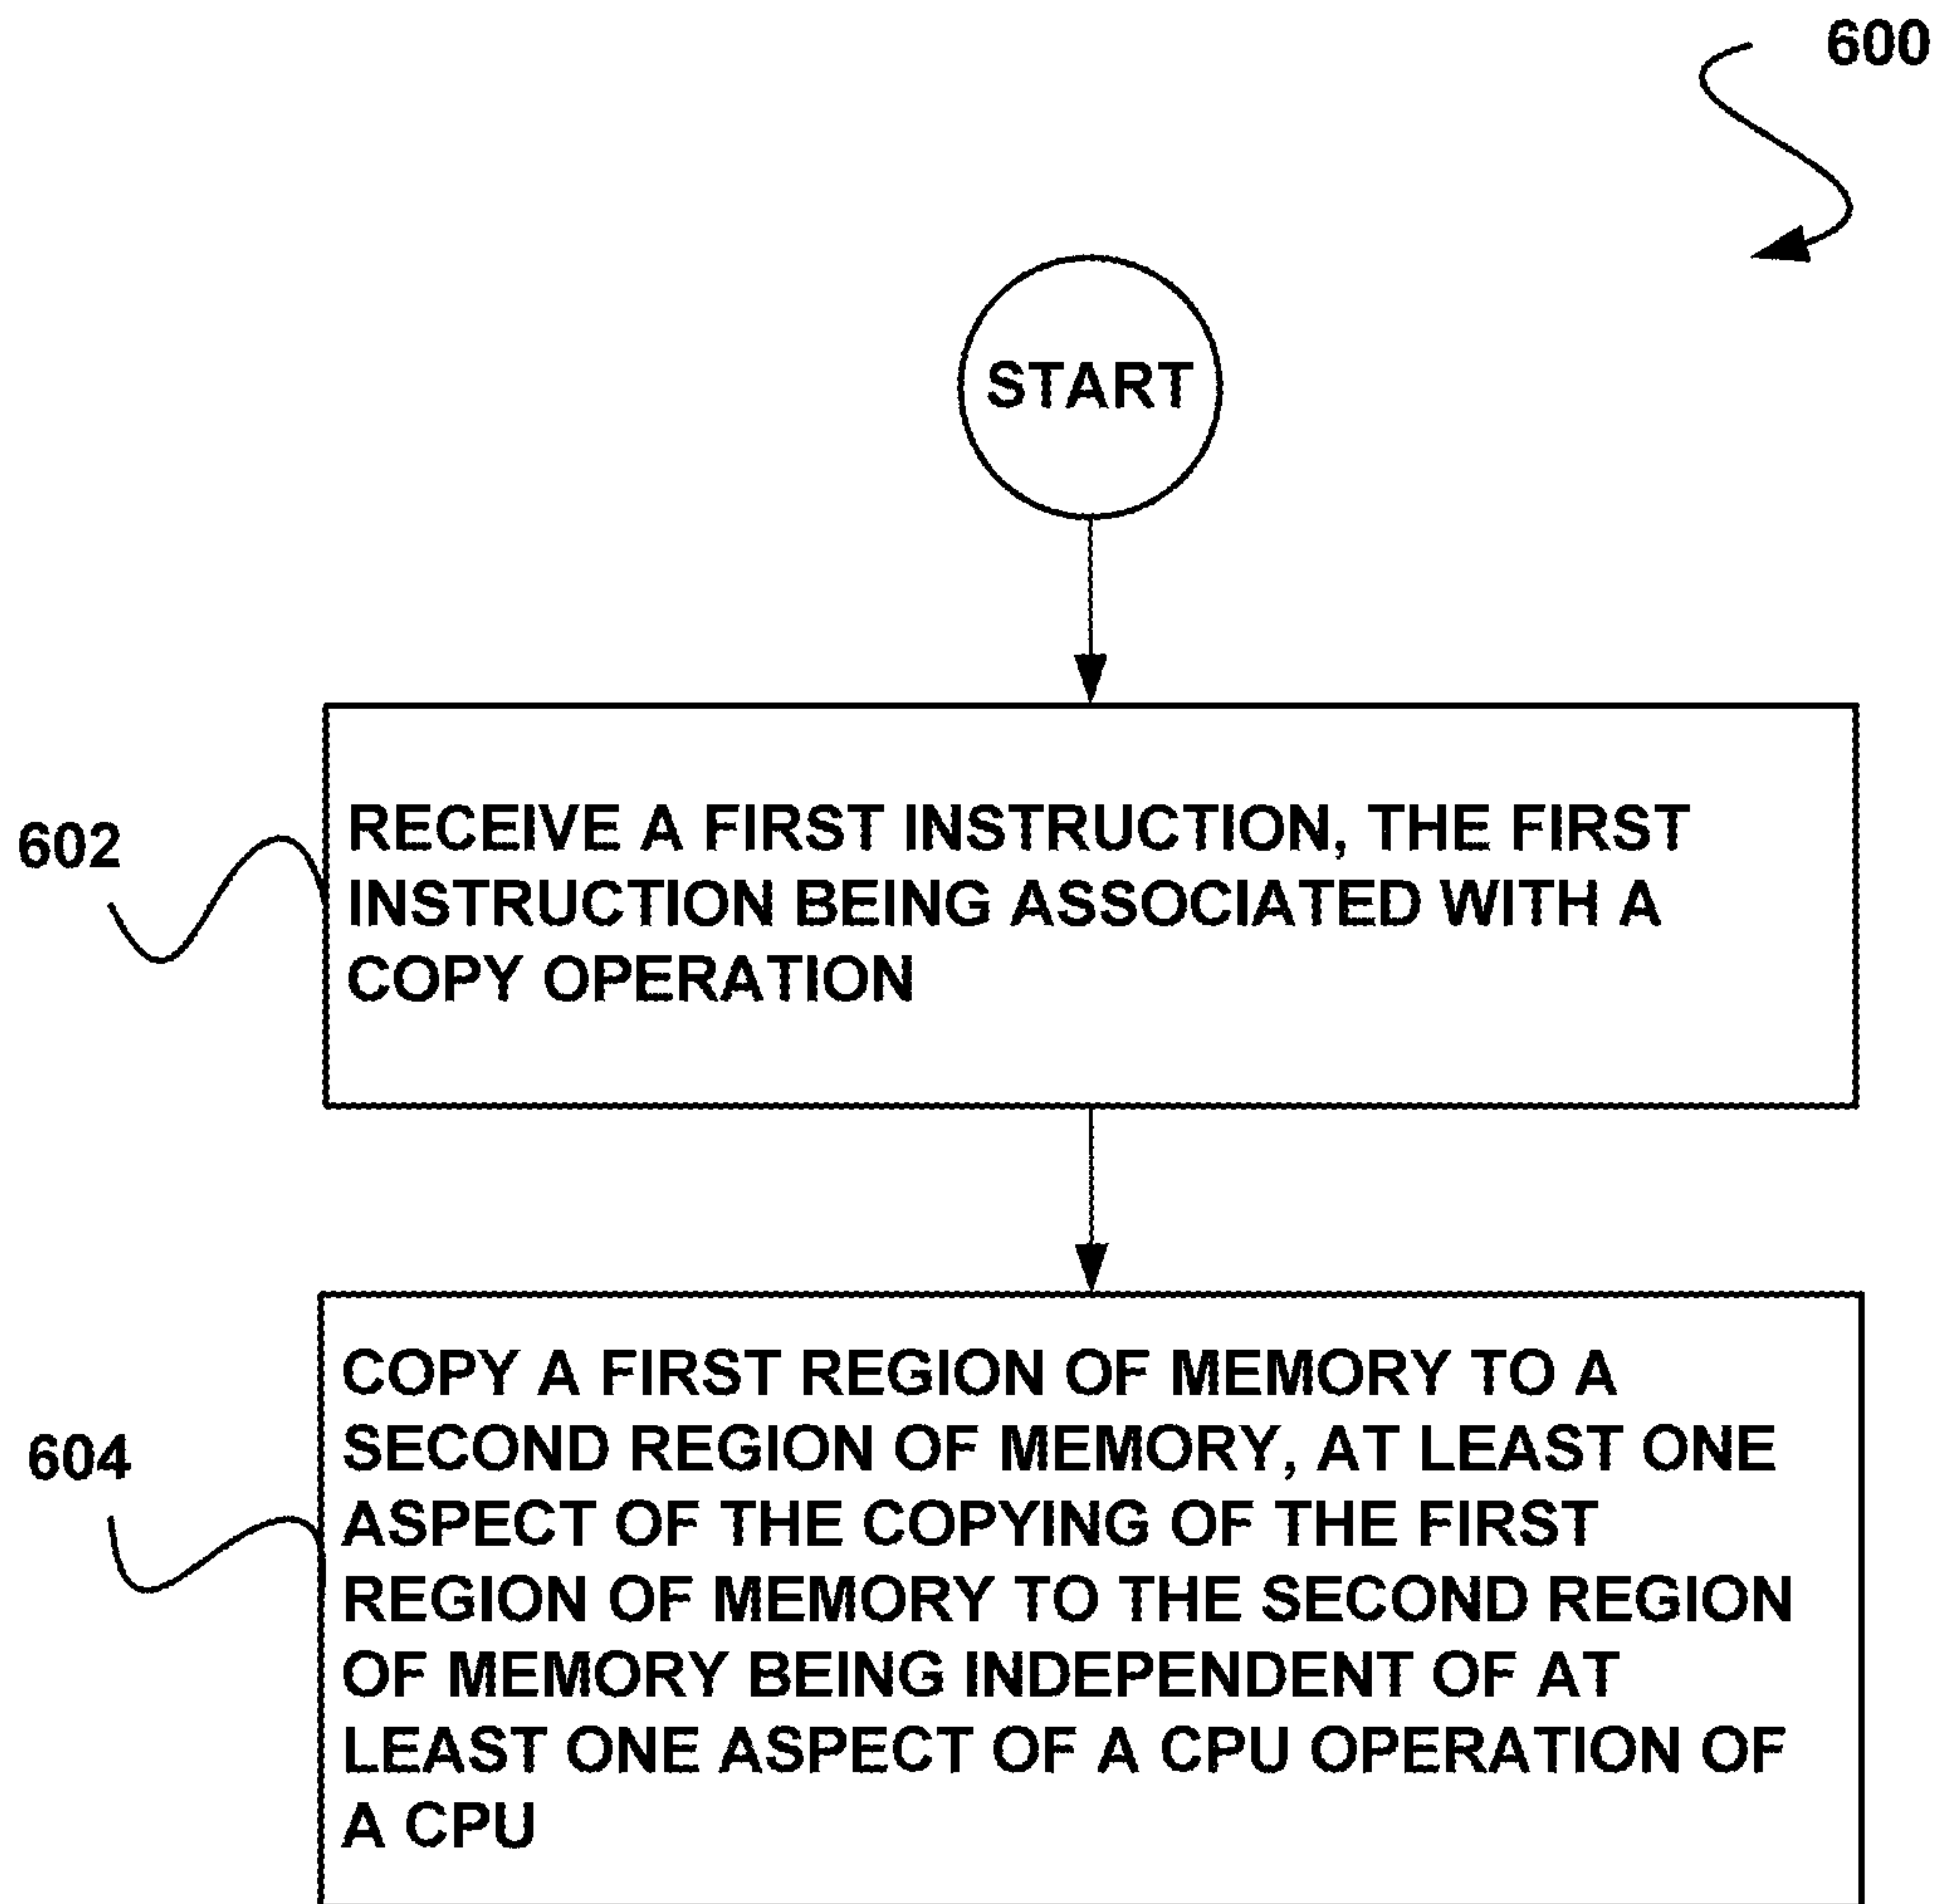 600
START
602
RECEIVE A FIRST INSTRUCTION, THE FIRST
INSTRUCTION BEING ASSOCIATED WITH A
COPY OPERATION
604
COPY A FIRST REGION OF MEMORY TO A
SECOND REGION OF MEMORY, AT LEAST ONE
ASPECT OF THE COPYING OF THE FIRST
REGION OF MEMORY TO THE SECOND REGION
OF MEMORY BEING INDEPENDENT OF AT
LEAST ONE ASPECT OF A CPU OPERATION OF
A CPU